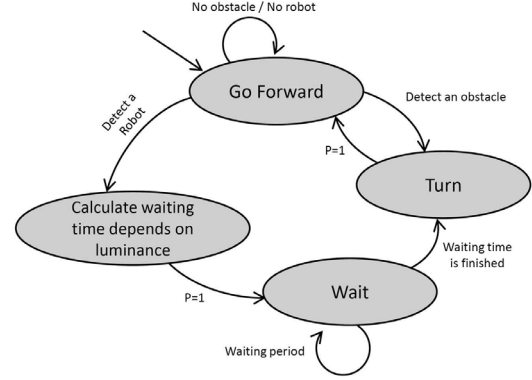 No obstacle / No robot
Go Forward
Detect a
Robot
Detect an obstacle
P=1
Turn
Calculate waiting
time depends on
luminance
Waiting time
is finished
P=1
Wait
Waiting period